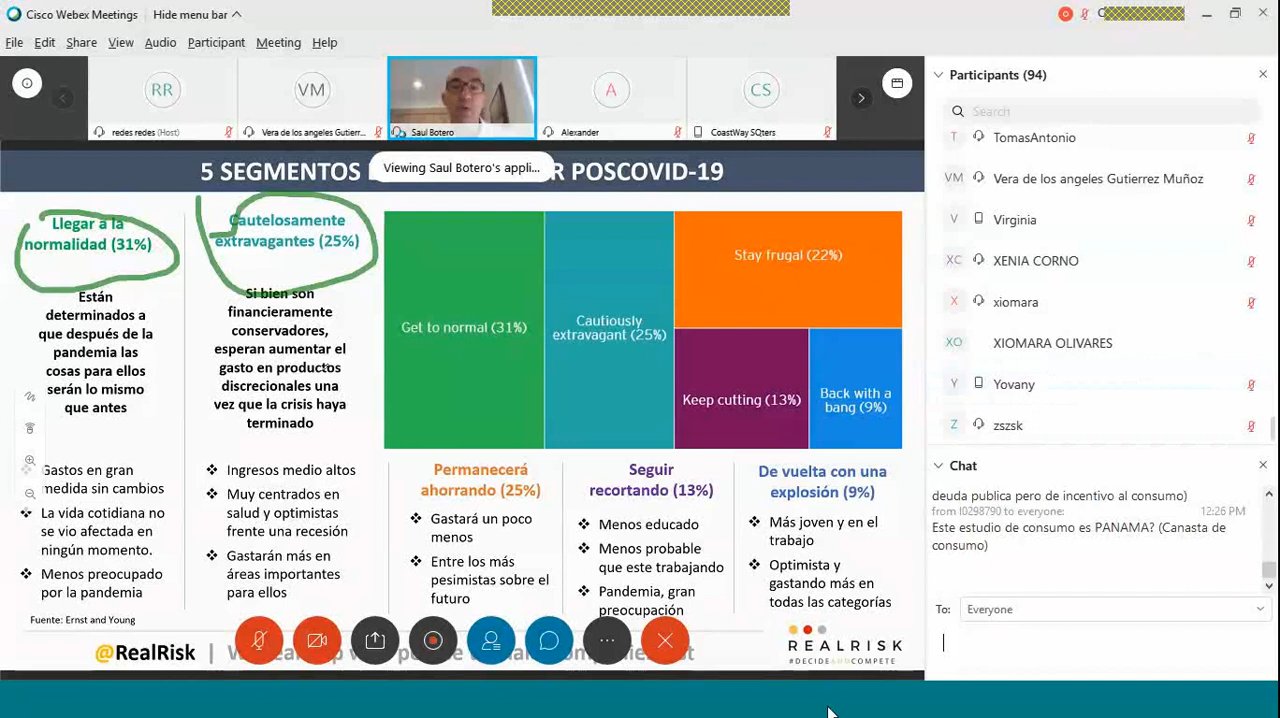 Cisco Webex Meetings
Hide menu bar
File Edit Share View Audio Participant Meeting Help
RR
VM
A
CS
redes redes (Host)
Vera de los angeles Gutierr...
Saul Botero
Alexander
CoastWay SQters
5 SEGMENTOS
Viewing Saul Botero's appli...
POSCOVID-19
Llegar a la
normalidad (31%)
Están
determinados a
que después de la
pandemia las
cosas para ellos
serán lo mismo
que antes
Gastos en gran
medida sin cambios
La vida cotidiana no
se vio afectada en
ningún momento.
Menos preocupado
por la pandemia
Cautelosamente
extravagantes (25%)
Si bien son
financieramente
conservadores,
esperan aumentar el
gasto en productos
discrecionales una
vez que la crisis haya
terminado
Ingresos medio altos
Muy centrados en
salud y optimistas
frente una recesión
Gastarán más en
áreas importantes
para ellos
Get to normal (31%)
Cautiously
extravagant (25%)
Stay frugal (22%)
Keep cutting (13%)
Back with a
bang (9%)
Permanecerá
ahorrando (25%)
Gastará un poco
menos
Entre los más
pesimistas sobre el
futuro
Seguir
recortando (13%)
Menos educado
Menos probable
que este trabajando
Pandemia, gran
preocupación
De vuelta con una
explosión (9%)
Más joven y en el
trabajo
Optimista y
gastando más en
todas las categorías
Fuente: Ernst and Young
@RealRisk
REALRISK
#DECIDEANDCOMPETE
Participants (94)
Search
T TomasAntonio
VM Vera de los angeles Gutierrez Muñoz
V Virginia
XC XENIA CORNO
X xiomara
XO XIOMARA OLIVARES
Y Yovany
Z zszsk
Chat
deuda publica pero de incentivo al consumo)
from I0298790 to everyone: 12:26 PM
Este estudio de consumo es PANAMA? (Canasta de
consumo)
To: Everyone